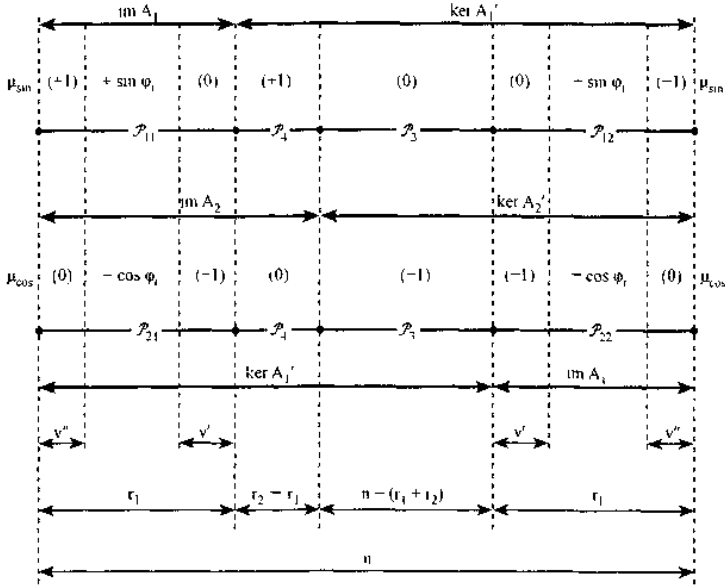 im A₁ ker A₁′
μsin (+1) + sin φᵢ (0) (+1) (0) (0) − sin φᵢ (−1) μsin
𝒫₁₁ 𝒫₄ 𝒫₃ 𝒫₁₂
im A₂ ker A₂′
μcos (0) − cos φᵢ (−1) (0) (−1) (−1) − cos φᵢ (0) μcos
𝒫₂₁ 𝒫₄ 𝒫₃ 𝒫₂₂
ker A₁′ im A₁
v″ v′ v′ v″
r₁ r₂ − r₁ n − (r₁ + r₂) r₁
n